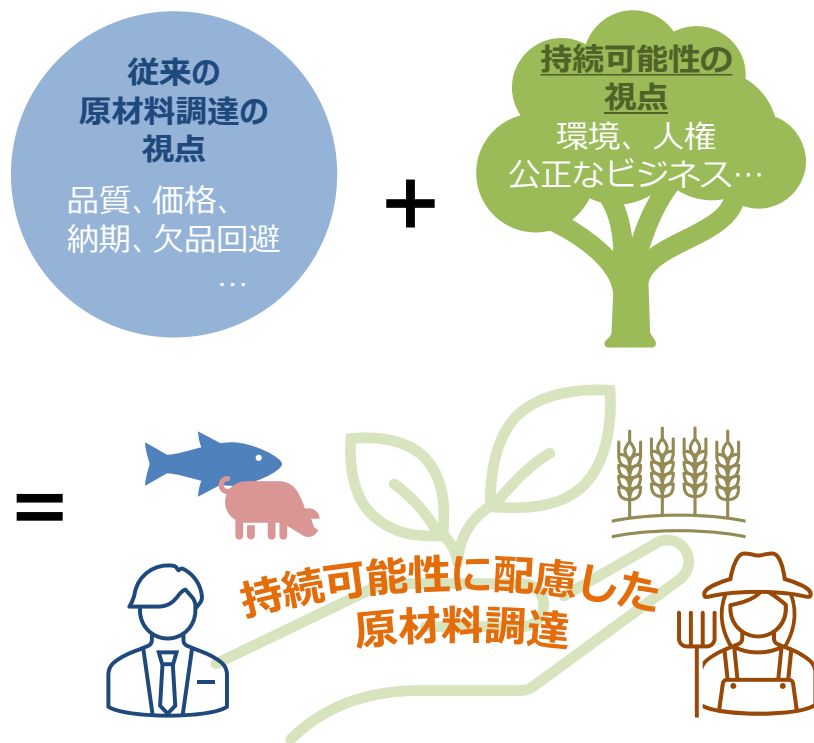 従来の
原材料調達の
視点
品質、価格、
納期、欠品回避
…
+
持続可能性の
視点
環境、人権
公正なビジネス…
=
持続可能性に配慮した
原材料調達